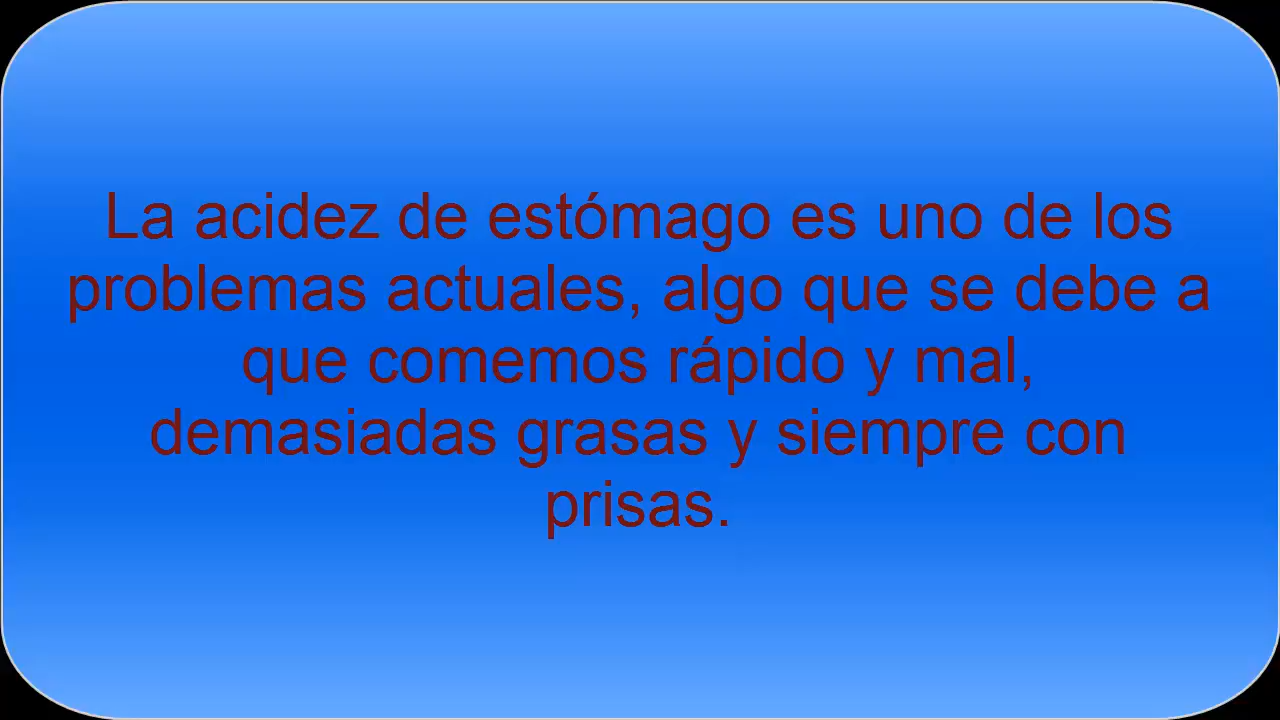 La acidez de estómago es uno de los
problemas actuales, algo que se debe a
que comemos rápido y mal,
demasiadas grasas y siempre con
prisas.